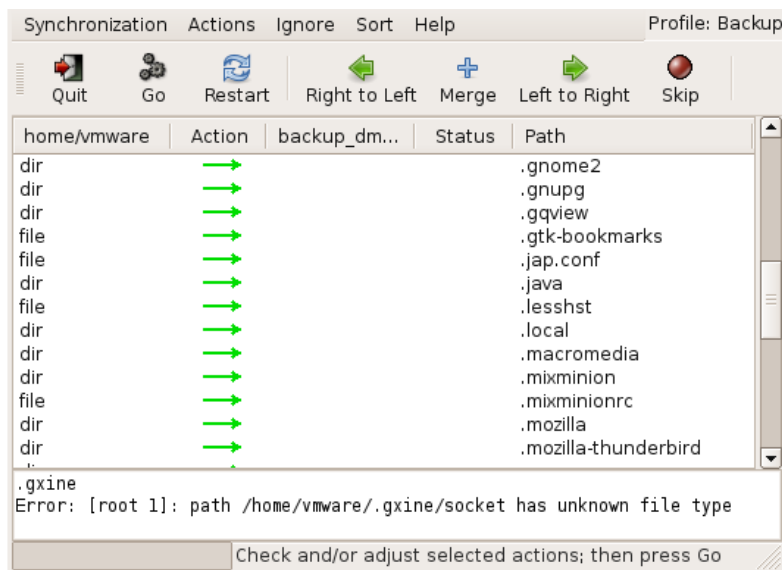 Synchronization Actions Ignore Sort Help Profile: Backup
Quit Go Restart Right to Left Merge Left to Right Skip
home/vmware Action backup_dm... Status Path
dir .gnome2
dir .gnupg
dir .gqview
file .gtk-bookmarks
file .jap.conf
dir .java
file .lesshst
dir .local
dir .macromedia
dir .mixminion
file .mixminionrc
dir .mozilla
dir .mozilla-thunderbird
.gxine
Error: [root 1]: path /home/vmware/.gxine/socket has unknown file type
Check and/or adjust selected actions; then press Go